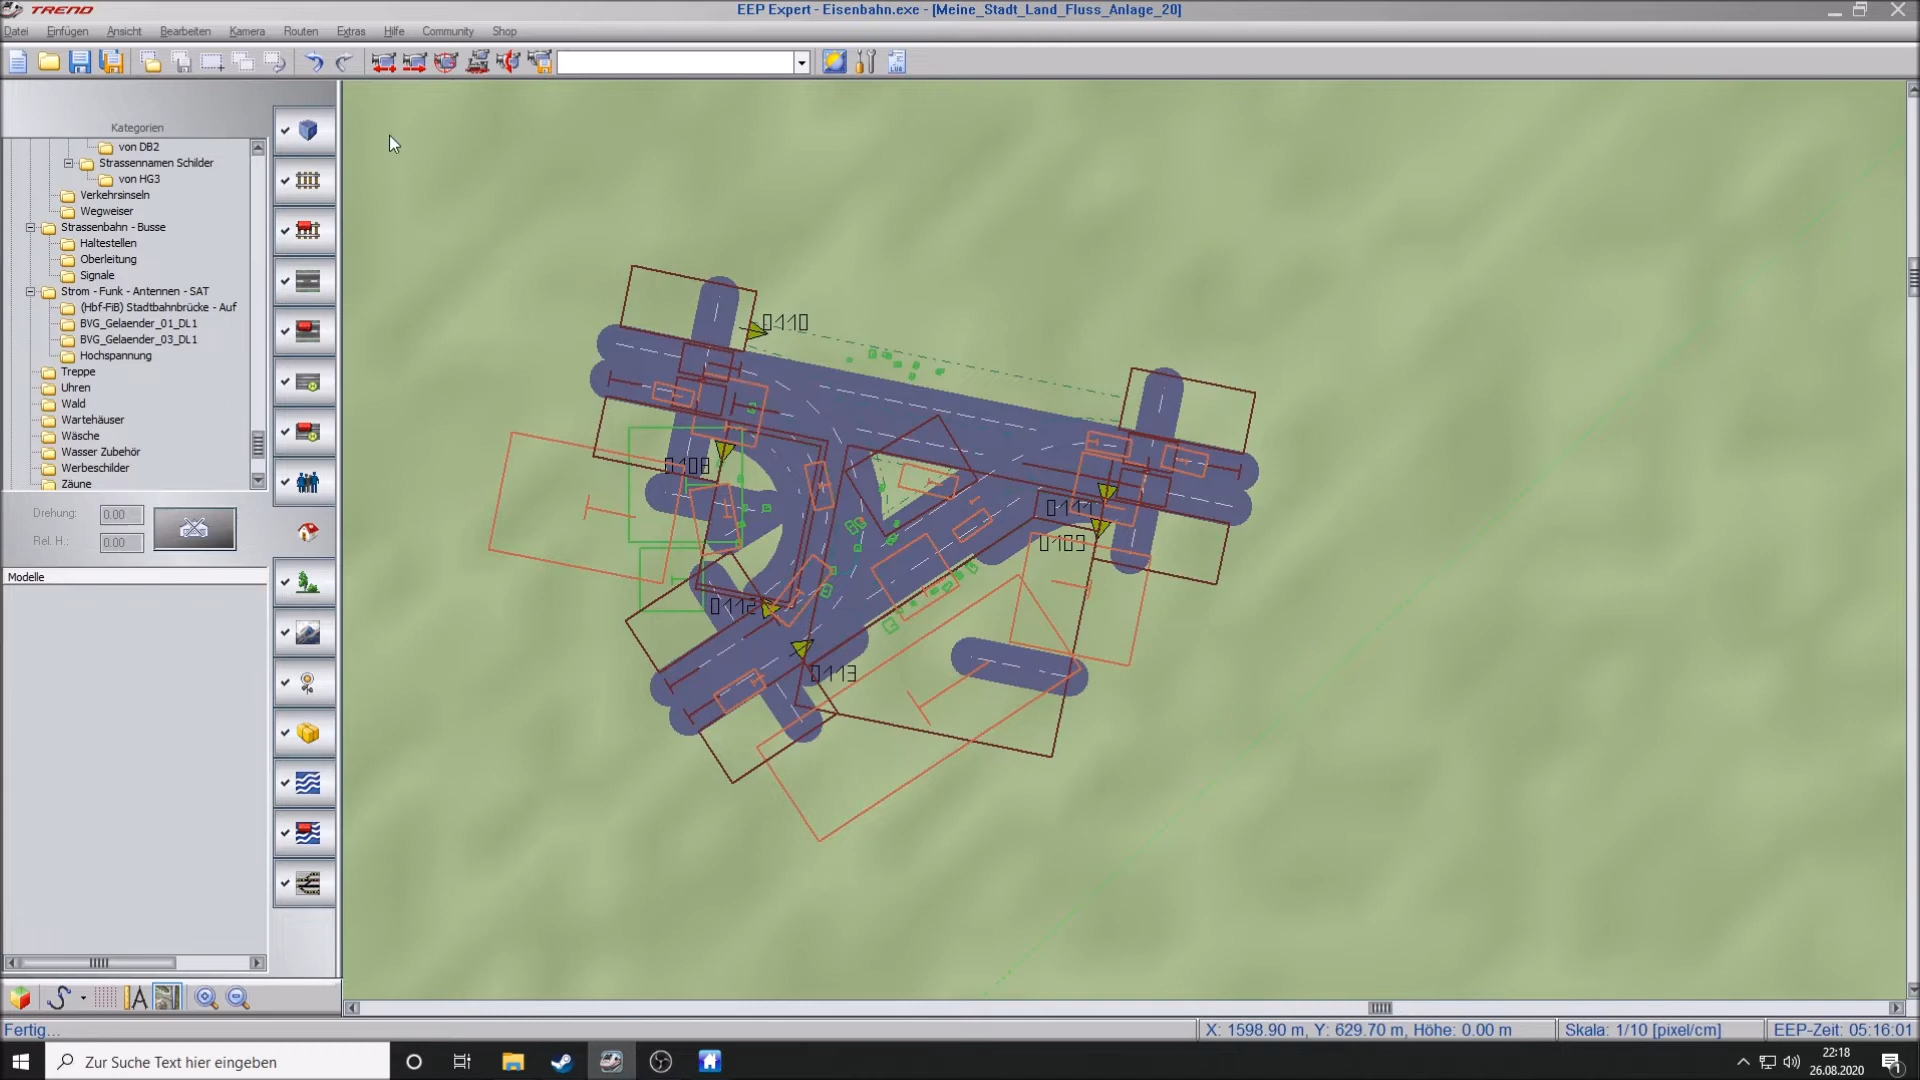 TREND
EEP Expert - Eisenbahn.exe - [Meine_Stadt_Land_Fluss_Anlage_20]
Datei Einfügen Ansicht Bearbeiten Kamera Routen Extras Hilfe Community Shop
LUA
Kategorien
von DB2
Strassennamen Schilder
von HG3
Verkehrsinseln
Wegweiser
Strassenbahn - Busse
Haltestellen
Oberleitung
Signale
Strom - Funk - Antennen - SAT
(Hbf-FiB) Stadtbahnbrücke - Auf
BVG_Gelaender_01_DL1
BVG_Gelaender_03_DL1
Hochspannung
Treppe
Uhren
Wald
Wartehäuser
Wäsche
Wasser Zubehör
Werbeschilder
Zäune
Drehung: 0.00
Rel. H.: 0.00
Modelle
0110
0108
0111
0109
0112
0113
Fertig...
X: 1598.90 m, Y: 629.70 m, Höhe: 0.00 m
Skala: 1/10 [pixel/cm]
EEP-Zeit: 05:16:01
Zur Suche Text hier eingeben
22:18
26.08.2020
1